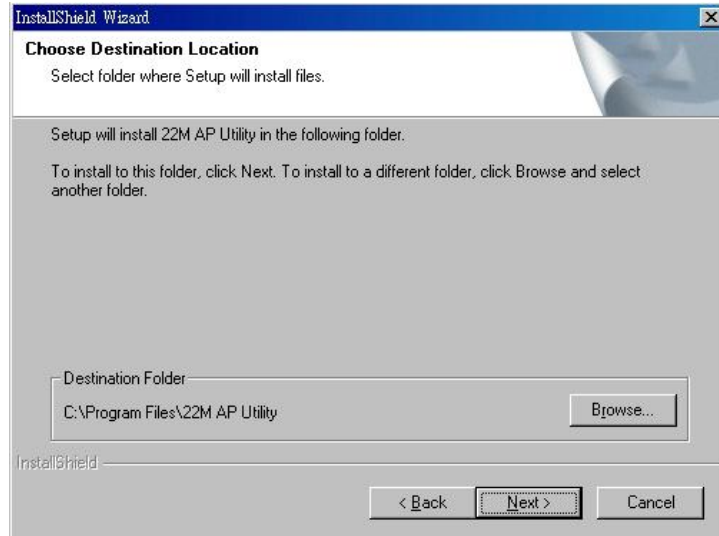 InstallShield Wizard
Choose Destination Location
Select folder where Setup will install files.
Setup will install 22M AP Utility in the following folder.
To install to this folder, click Next. To install to a different folder, click Browse and select
another folder.
Destination Folder
C:\Program Files\22M AP Utility
Browse...
InstallShield
< Back
Next >
Cancel